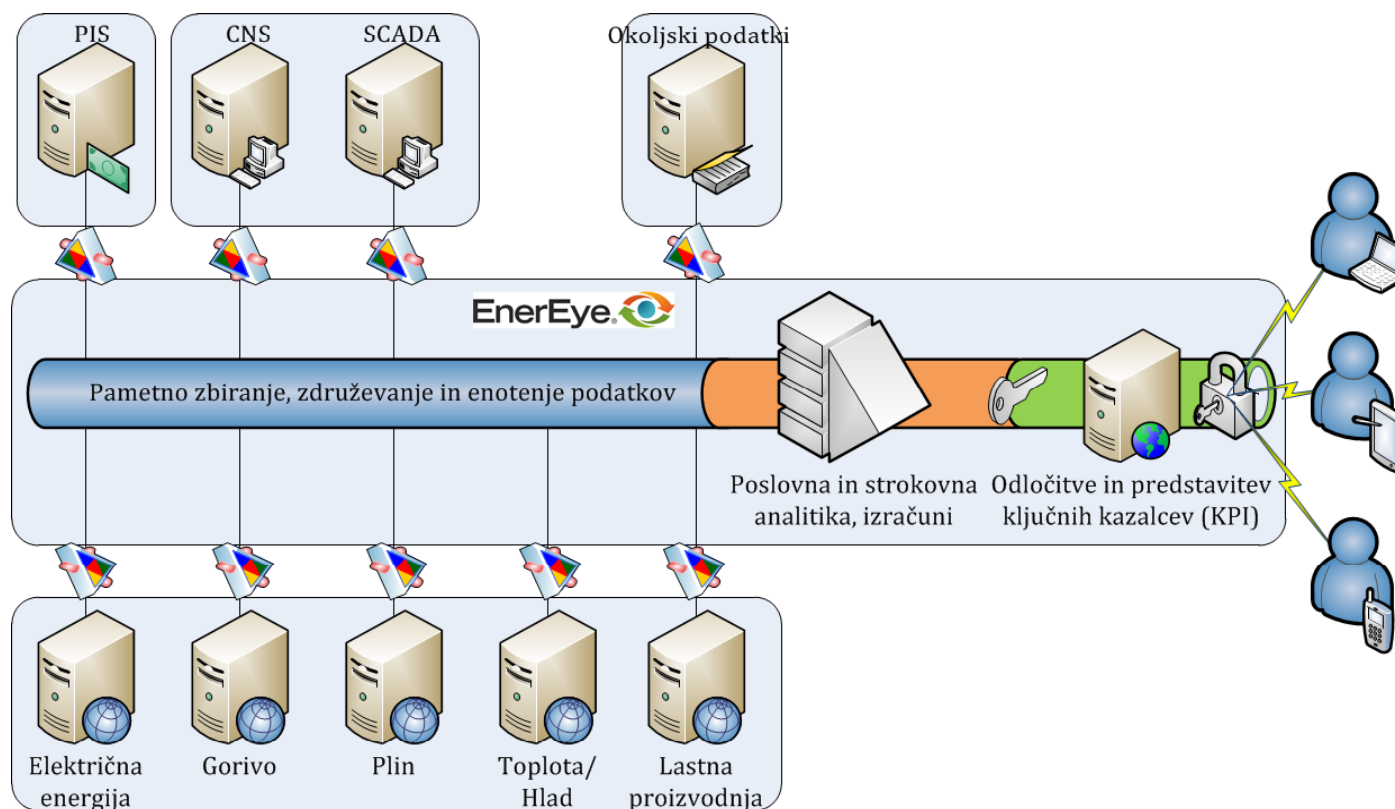 PIS
CNS
SCADA
Okoljski podatki
EnerEye®
Pametno zbiranje, združevanje in enotenje podatkov
Poslovna in strokovna
analitika, izračuni
Odločitve in predstavitev
ključnih kazalcev (KPI)
Električna
energija
Gorivo
Plin
Toplota/
Hlad
Lastna
proizvodnja